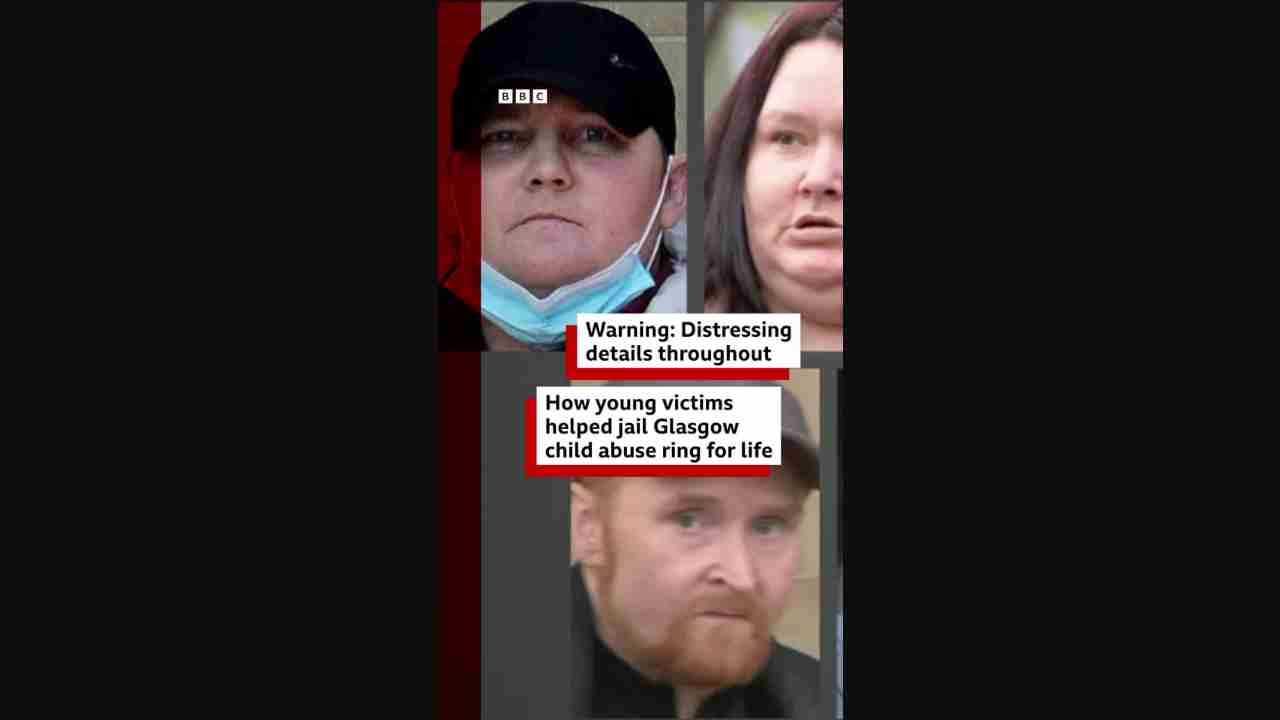 BBC
Warning: Distressing
details throughout
How young victims
helped jail Glasgow
child abuse ring for life